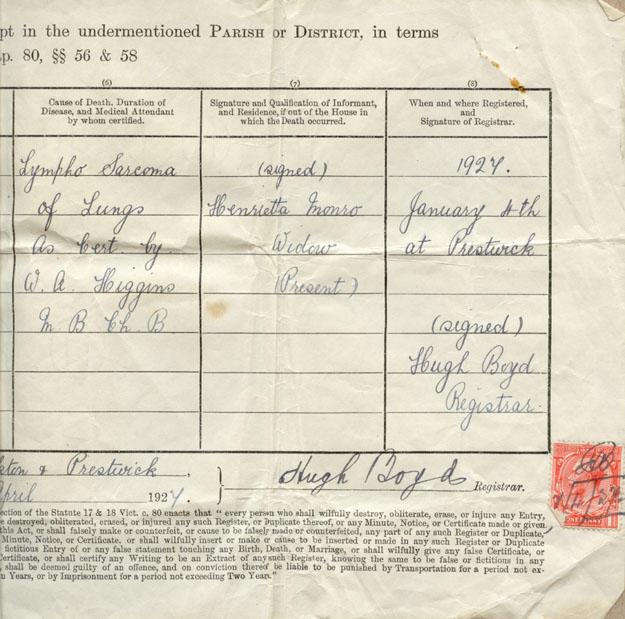 pt in the undermentioned PARISH or DISTRICT, in terms
p. 80, §§ 56 & 58
(6) (7) (8)
Cause of Death, Duration of Disease, and Medical Attendant by whom certified.
Signature and Qualification of Informant, and Residence, if out of the House in which the Death occurred.
When and where Registered, and Signature of Registrar.
Lympho Sarcoma
of Lungs
As Cert by
W. A. Higgins
M B Ch B.
(signed)
Henrietta Monro
Widow
(Present)
1927.
January 4th
at Prestwick
(signed)
Hugh Boyd
Registrar.
kton & Prestwick,
April 1927.
Hugh Boyd Registrar.
ection of the Statute 17 & 18 Vict. c. 80 enacts that "every person who shall wilfully destroy, obliterate, erase, or injure any Entry,
e destroyed, obliterated, erased, or injured any such Register, or Duplicate thereof, or any Minute, Notice, or Certificate made or given
this Act, or shall falsely make or counterfeit, or cause to be falsely made or counterfeited, any part of any such Register or Duplicate,
Minute, Notice, or Certificate, or shall wilfully insert or make or cause to be inserted or made in any such Register or Duplicate
fictitious Entry of or any false statement touching any Birth, Death, or Marriage, or shall wilfully give any false Certificate, or
Certificate, or shall certify any Writing to be an Extract of any such Register, knowing the same to be false or fictitious in any
, shall be deemed guilty of an offence, and on conviction thereof be liable to be punished by Transportation for a period not ex-
n Years, or by Imprisonment for a period not exceeding Two Years."
ONE PENNY